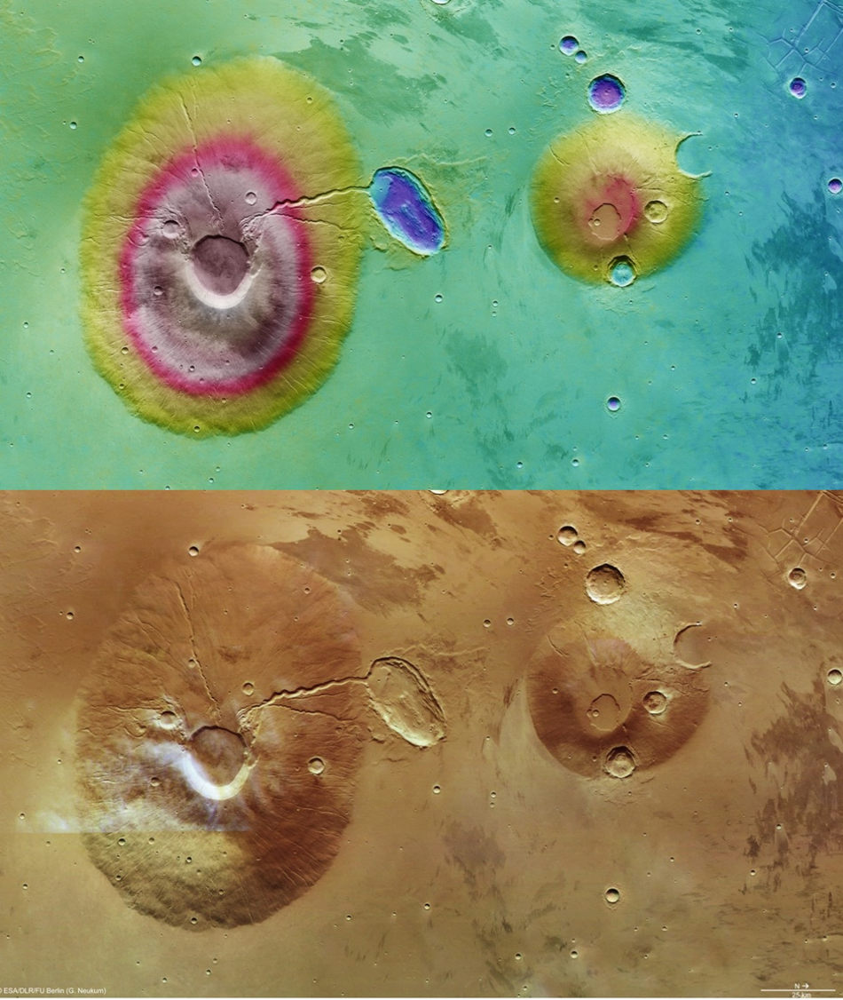 © ESA/DLR/FU Berlin (G. Neukum)
N →
25 km